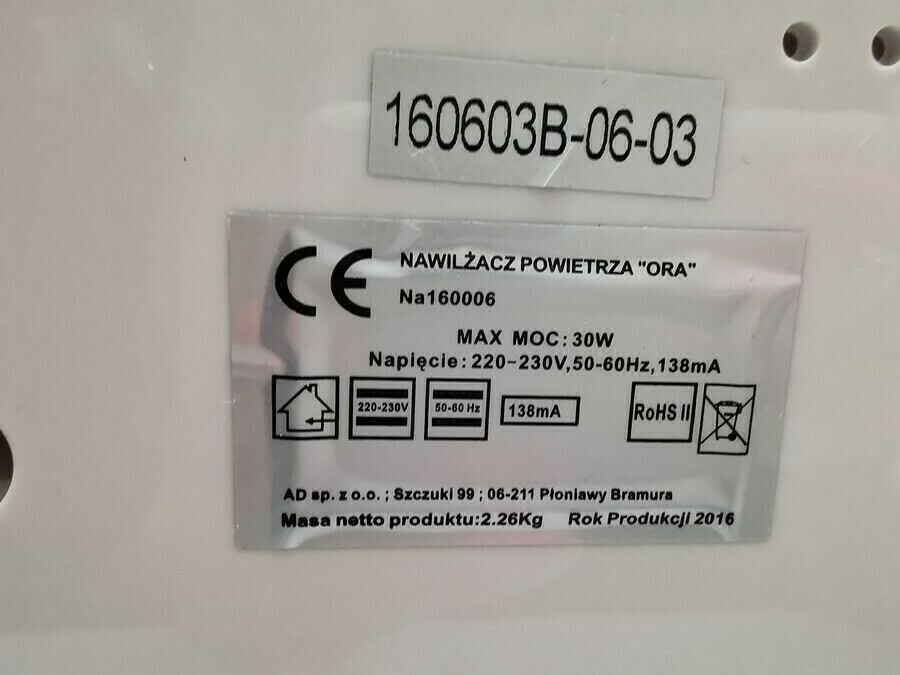 160603B-06-03
CE
NAWILŻACZ POWIETRZA "ORA"
Na160006
MAX MOC: 30W
Napięcie: 220-230V,50-60Hz,138mA
220-230V
50-60 Hz
138mA
RoHS II
AD sp. z o.o. ; Szczuki 99 ; 06-211 Płoniawy Bramura
Masa netto produktu:2.26Kg Rok Produkcji 2016